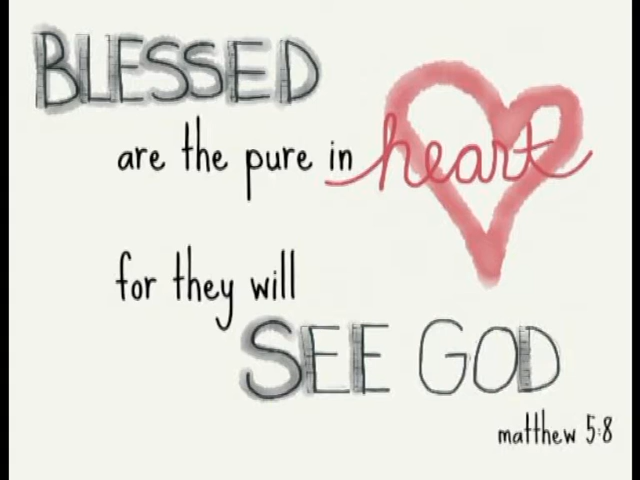 BLESSED
are the pure in heart
for they will
SEE GOD
matthew 5:8